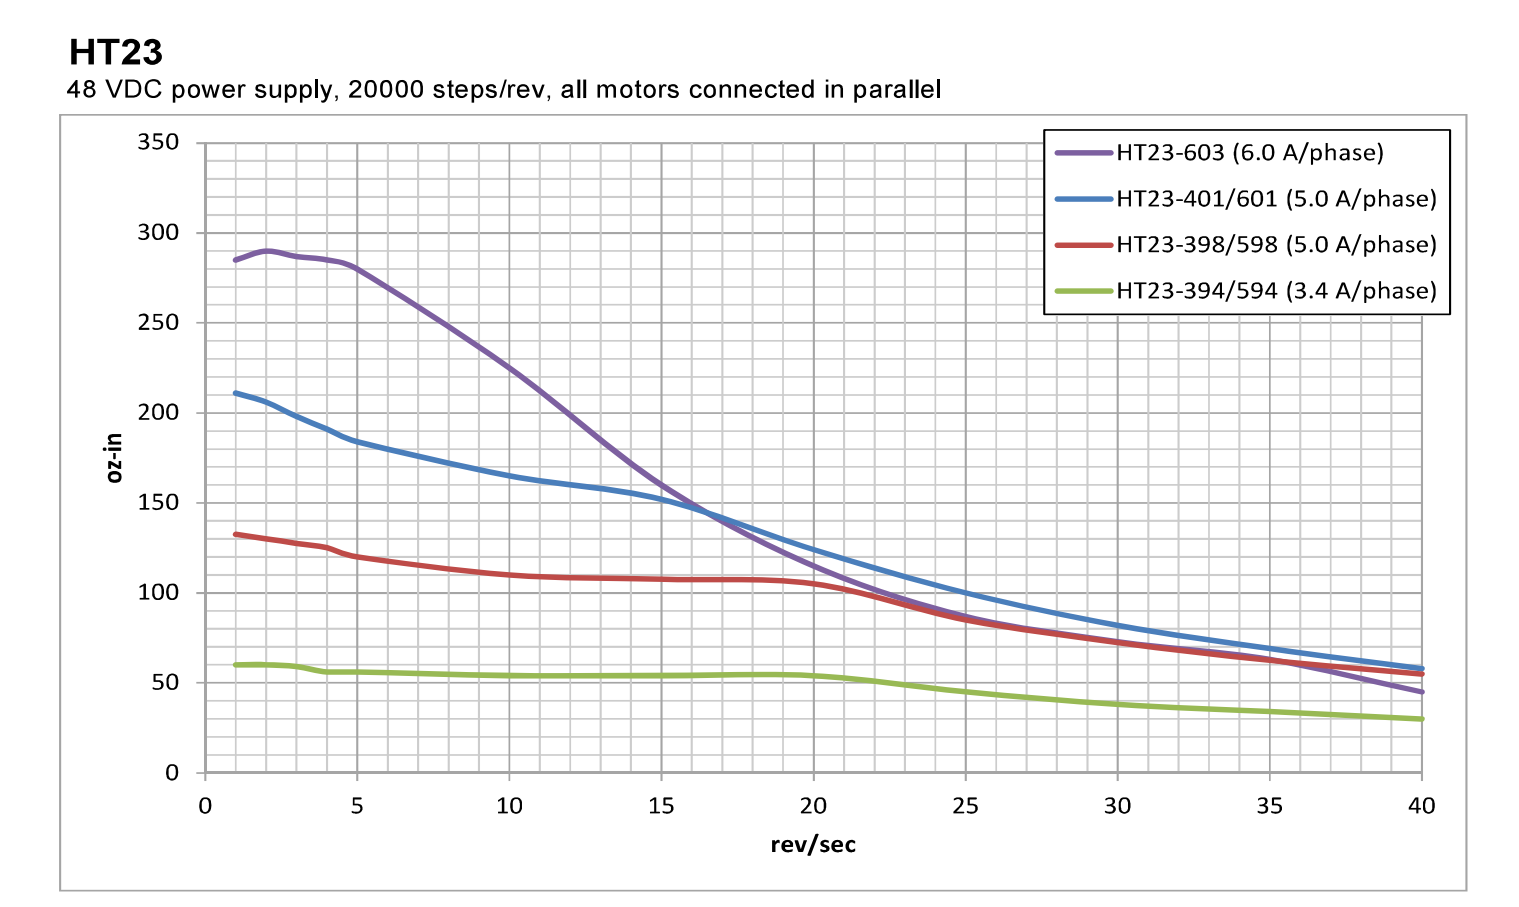 HT23
48 VDC power supply, 20000 steps/rev, all motors connected in parallel
350
300
250
200
150
100
50
0
oz-in
HT23-603 (6.0 A/phase)
HT23-401/601 (5.0 A/phase)
HT23-398/598 (5.0 A/phase)
HT23-394/594 (3.4 A/phase)
0 5 10 15 20 25 30 35 40
rev/sec